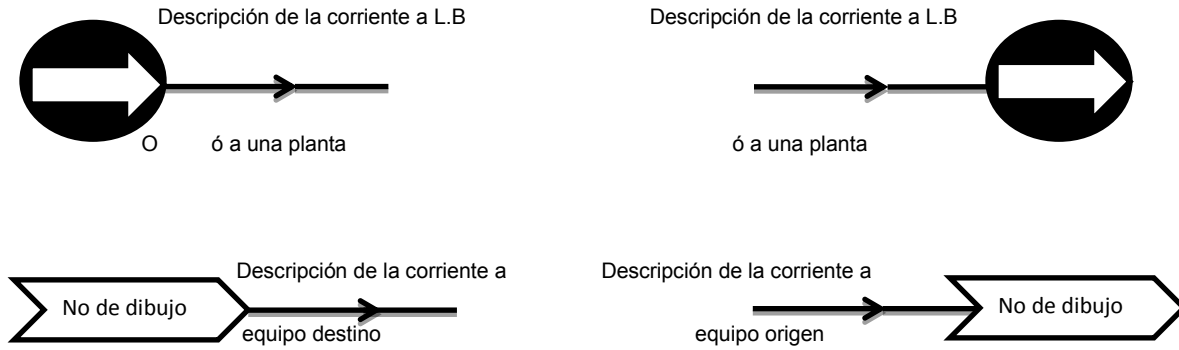 Descripción de la corriente a L.B
O ó a una planta
Descripción de la corriente a L.B
ó a una planta
Descripción de la corriente a
No de dibujo
equipo destino
Descripción de la corriente a
No de dibujo
equipo origen